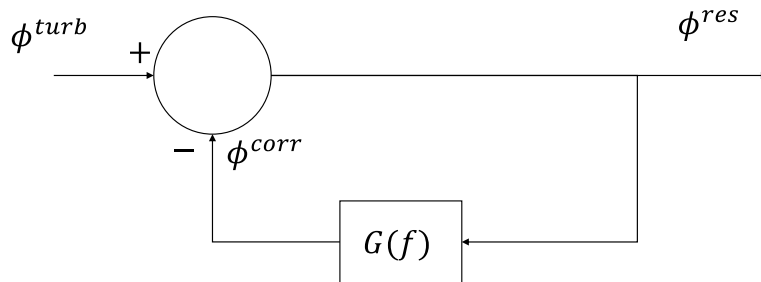 ϕ^{turb}
ϕ^{res}
+
−
ϕ^{corr}
G(f)